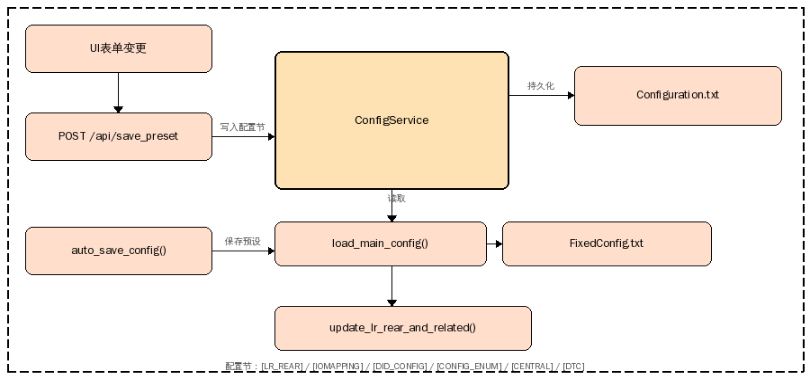 UI表单变更
POST /api/save_preset
写入配置节
ConfigService
持久化
Configuration.txt
读取
auto_save_config()
保存预设
load_main_config()
FixedConfig.txt
update_lr_rear_and_related()
配置节：[LR_REAR] / [IOMAPPING] / [DID_CONFIG] / [CONFIG_ENUM] / [CENTRAL] / [DTC]